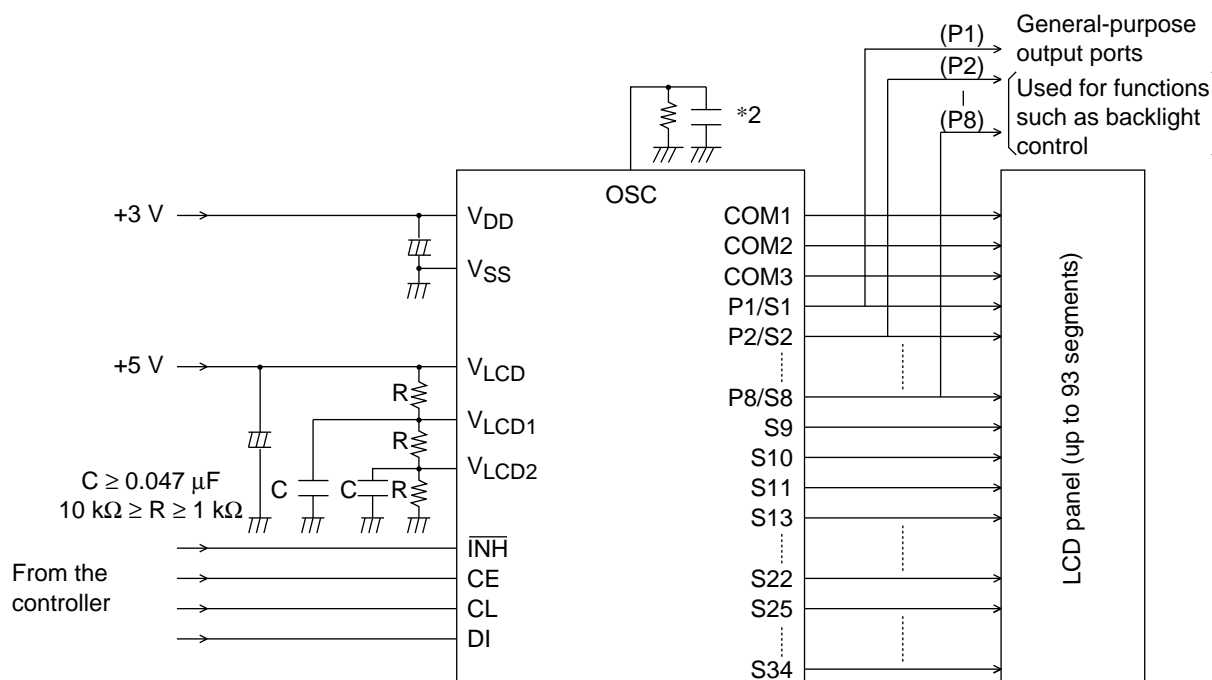 (P1)
General-purpose
output ports
(P2)
(P8)
Used for functions
such as backlight
control
*2
OSC
+3 V
VDD
VSS
+5 V
VLCD
R
VLCD1
R
VLCD2
C
C
R
C ≥ 0.047 μF
10 kΩ ≥ R ≥ 1 kΩ
From the
controller
INH
CE
CL
DI
COM1
COM2
COM3
P1/S1
P2/S2
P8/S8
S9
S10
S11
S13
S22
S25
S34
LCD panel (up to 93 segments)